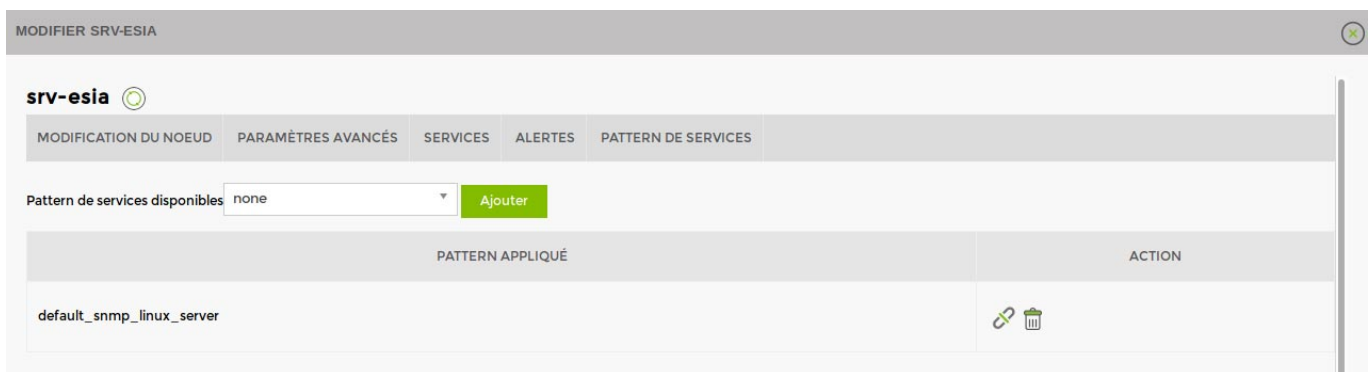 MODIFIER SRV-ESIA
srv-esia
MODIFICATION DU NOEUD PARAMÈTRES AVANCÉS SERVICES ALERTES PATTERN DE SERVICES
Pattern de services disponibles none Ajouter
PATTERN APPLIQUÉ ACTION
default_snmp_linux_server